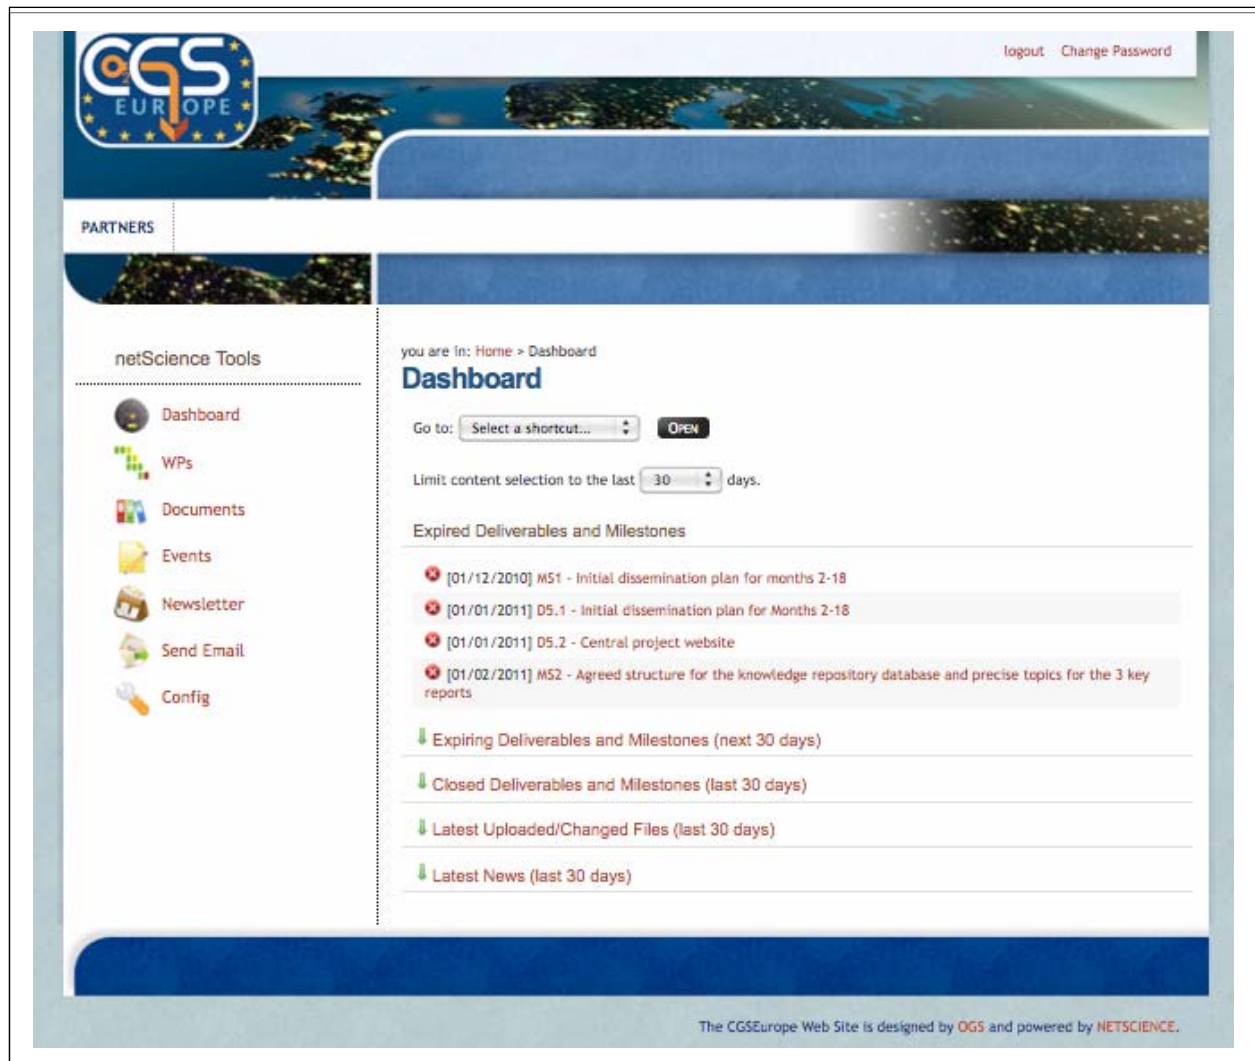 CO2GS
EUROPE
logout Change Password
PARTNERS
netScience Tools
Dashboard
WPs
Documents
Events
Newsletter
Send Email
Config
you are in: Home > Dashboard
Dashboard
Go to: Select a shortcut... OPEN
Limit content selection to the last 30 days.
Expired Deliverables and Milestones
[01/12/2010] MS1 - Initial dissemination plan for months 2-18
[01/01/2011] D5.1 - Initial dissemination plan for Months 2-18
[01/01/2011] D5.2 - Central project website
[01/02/2011] MS2 - Agreed structure for the knowledge repository database and precise topics for the 3 key
reports
Expiring Deliverables and Milestones (next 30 days)
Closed Deliverables and Milestones (last 30 days)
Latest Uploaded/Changed Files (last 30 days)
Latest News (last 30 days)
The CGSEurope Web Site is designed by OGS and powered by NETSCIENCE.